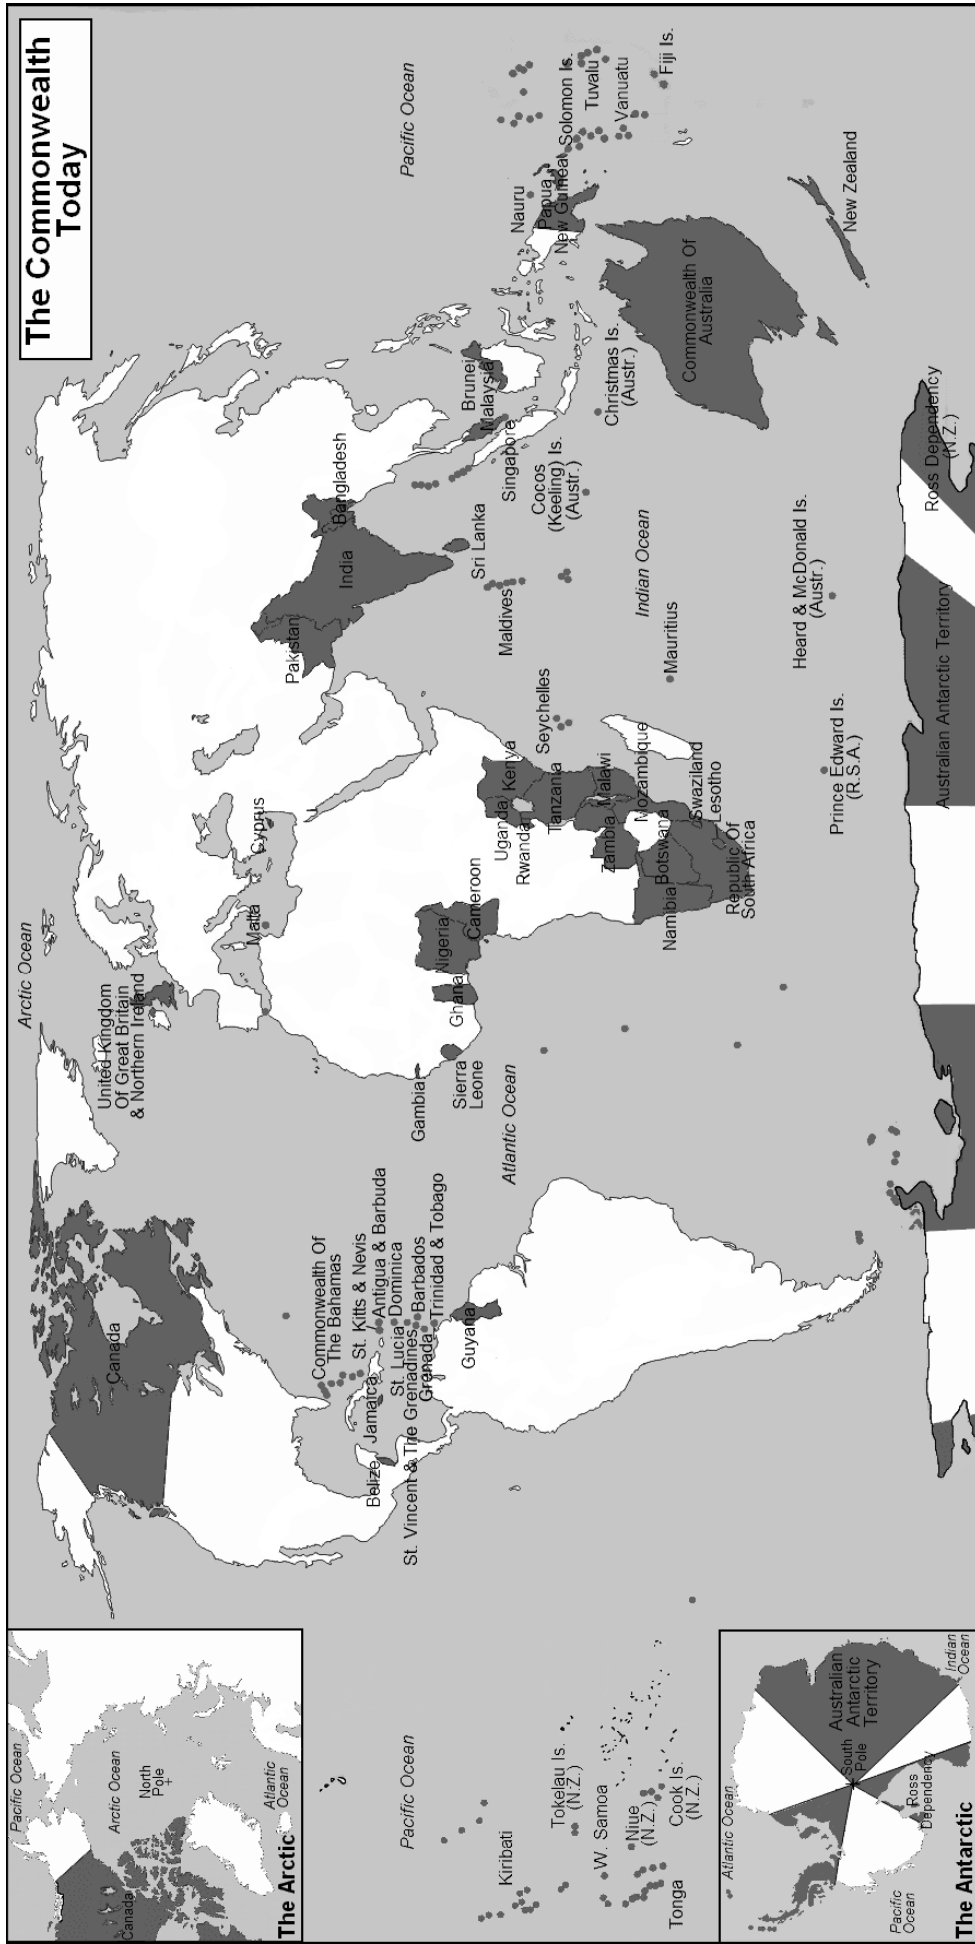 The Commonwealth
Today
Arctic Ocean
Pacific Ocean
Arctic Ocean
North
Pole
Canada
Atlantic
Ocean
The Arctic
Canada
United Kingdom
Of Great Britain
& Northern Ireland
Malta
Cyprus
Pakistan
India
Bangladesh
Pacific Ocean
Pacific Ocean
Kiribati
Tokelau Is.
(N.Z.)
W. Samoa
Niue
(N.Z.)
Cook Is.
(N.Z.)
Tonga
Commonwealth Of
The Bahamas
St. Kitts & Nevis
Antigua & Barbuda
Dominica
Barbados
Trinidad & Tobago
Belize
Jamaica
St. Lucia
St. Vincent & The Grenadines
Grenada
Guyana
Atlantic Ocean
Gambia
Sierra
Leone
Ghana
Nigeria
Cameroon
Uganda
Kenya
Rwanda
Tanzania
Seychelles
Zambia
Malawi
Mozambique
Namibia
Botswana
Swaziland
Lesotho
Republic Of
South Africa
Mauritius
Maldives
Sri Lanka
Indian Ocean
Singapore
Brunei
Malaysia
Cocos
(Keeling) Is.
(Austr.)
Christmas Is.
(Austr.)
Nauru
Papua
New Guinea
Solomon Is.
Tuvalu
Vanuatu
Fiji Is.
Commonwealth Of
Australia
New Zealand
Prince Edward Is.
(R.S.A.)
Heard & McDonald Is.
(Austr.)
Australian Antarctic Territory
Ross Dependency
(N.Z.)
Atlantic Ocean
Australian
Antarctic
Territory
South
Pole
Ross
Dependency
Pacific
Ocean
Indian
Ocean
The Antarctic